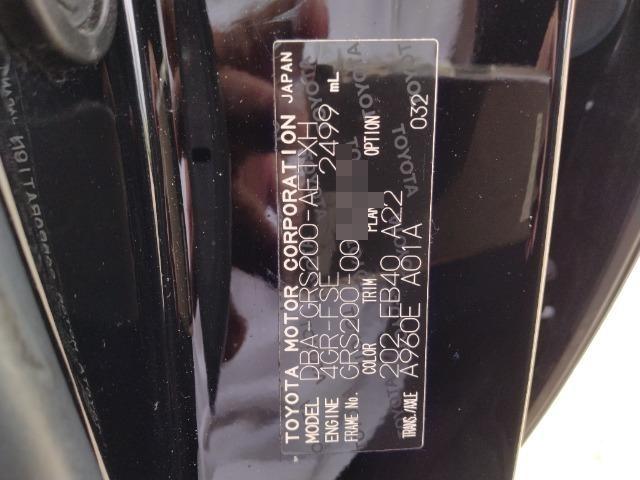 TOYOTA MOTOR CORPORATION JAPAN
MODEL DBA-GRS200-AETXH
ENGINE 4GR-FSE 2499 mL
FRAME No. GRS200-00
COLOR TRIM PLANT OPTION
202 FB40 A22 032
TRANS./AXLE A960E A01A